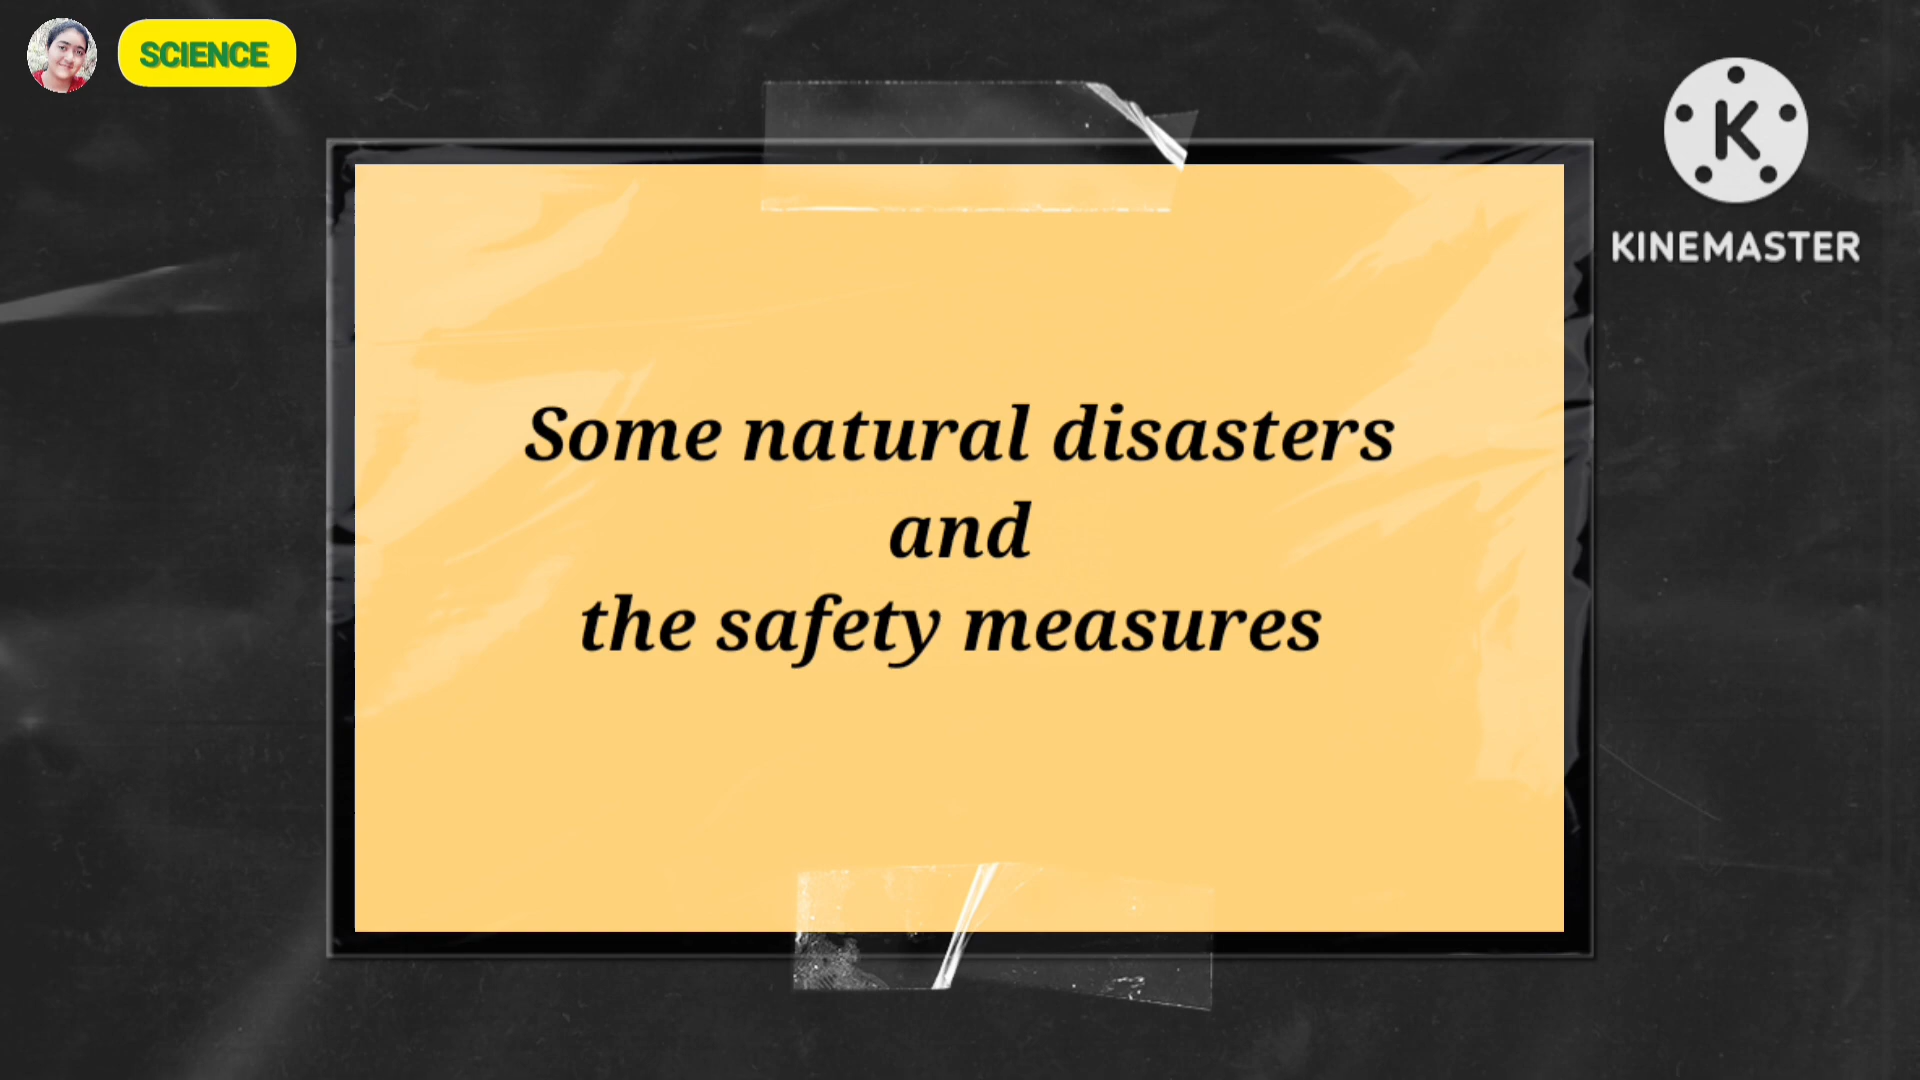 SCIENCE
K
KINEMASTER
Some natural disasters
and
the safety measures